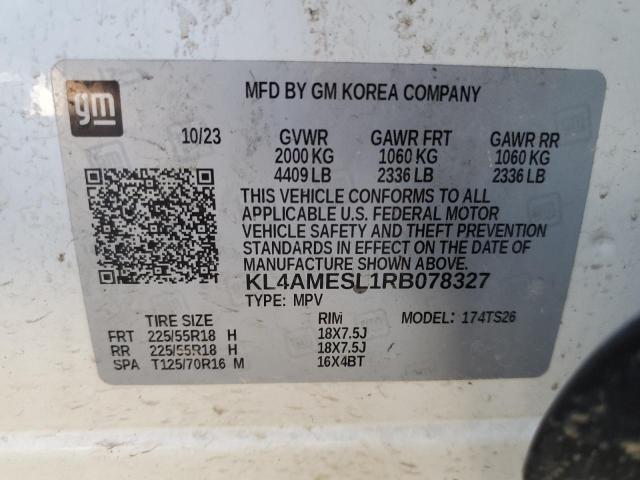 gm
MFD BY GM KOREA COMPANY
10/23 GVWR GAWR FRT GAWR RR
2000 KG 1060 KG 1060 KG
4409 LB 2336 LB 2336 LB
THIS VEHICLE CONFORMS TO ALL
APPLICABLE U.S. FEDERAL MOTOR
VEHICLE SAFETY AND THEFT PREVENTION
STANDARDS IN EFFECT ON THE DATE OF
MANUFACTURE SHOWN ABOVE.
KL4AMESL1RB078327
TYPE: MPV
TIRE SIZE RIM MODEL: 174TS26
FRT 225/55R18 H 18X7.5J
RR 225/55R18 H 18X7.5J
SPA T125/70R16 M 16X4BT